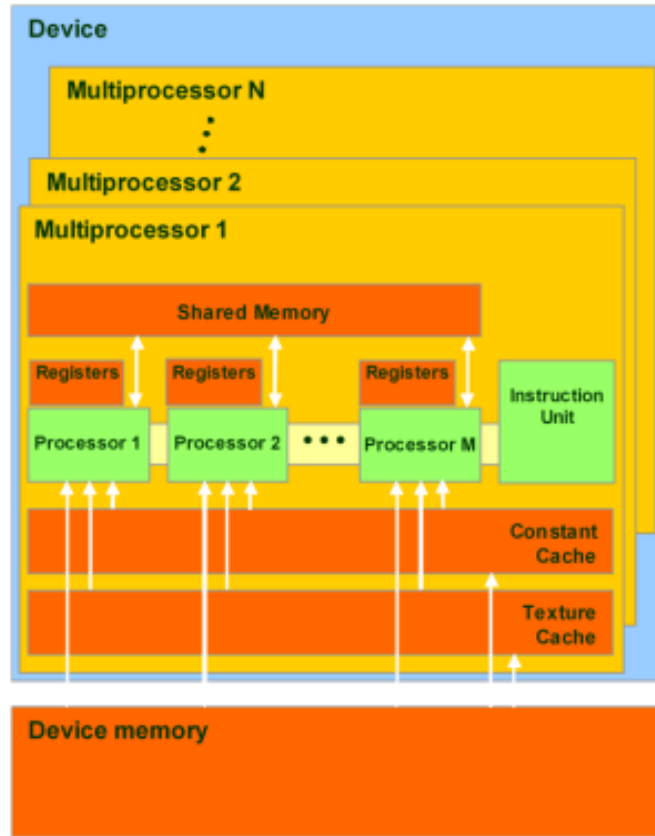 Device
Multiprocessor N
Multiprocessor 2
Multiprocessor 1
Shared Memory
Registers
Registers
Registers
Instruction
Unit
Processor 1
Processor 2
Processor M
Constant
Cache
Texture
Cache
Device memory